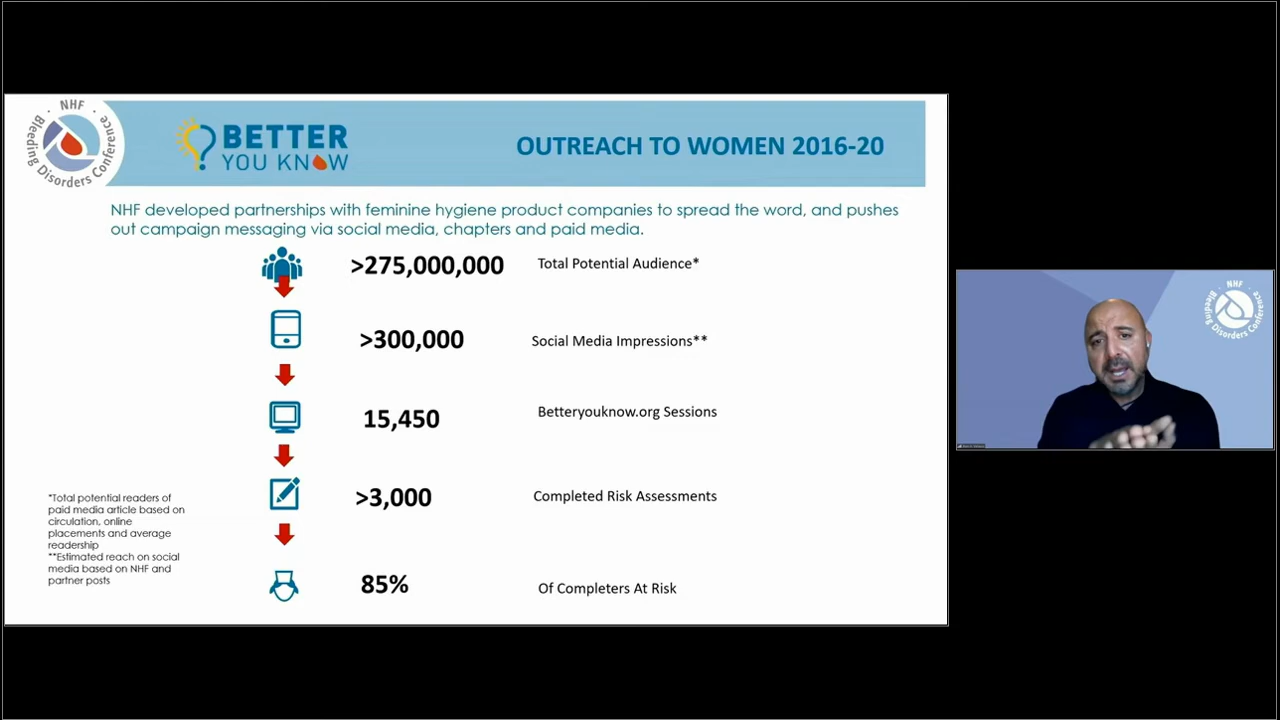 NHF
Bleeding Disorders Conference
BETTER
YOU KNOW
OUTREACH TO WOMEN 2016-20
NHF developed partnerships with feminine hygiene product companies to spread the word, and pushes
out campaign messaging via social media, chapters and paid media.
>275,000,000 Total Potential Audience*
>300,000 Social Media Impressions**
15,450 Betteryouknow.org Sessions
>3,000 Completed Risk Assessments
85% Of Completers At Risk
*Total potential readers of
paid media article based on
circulation, online
placements and average
readership
**Estimated reach on social
media based on NHF and
partner posts
NHF
Bleeding Disorders Conference